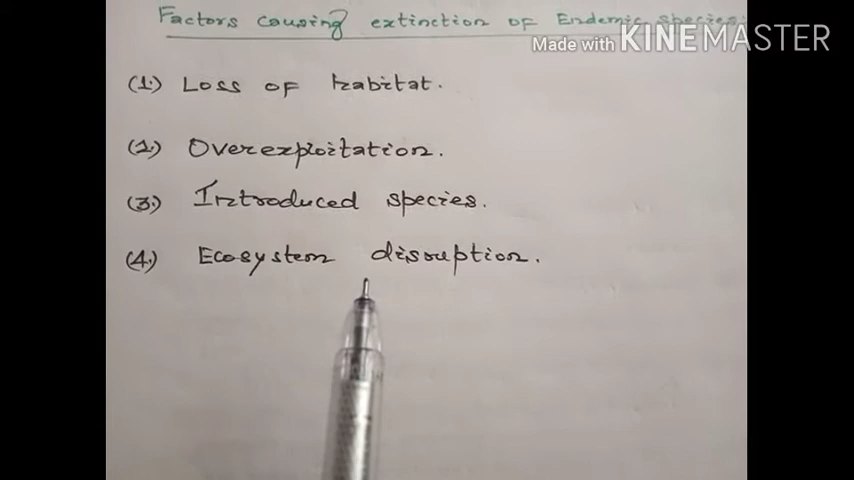 Factors causing extinction of Endemic species:
Made with KINEMASTER
(1.) Loss of habitat.
(2.) Overexploitation.
(3.) Introduced species.
(4.) Ecosystem disruption.